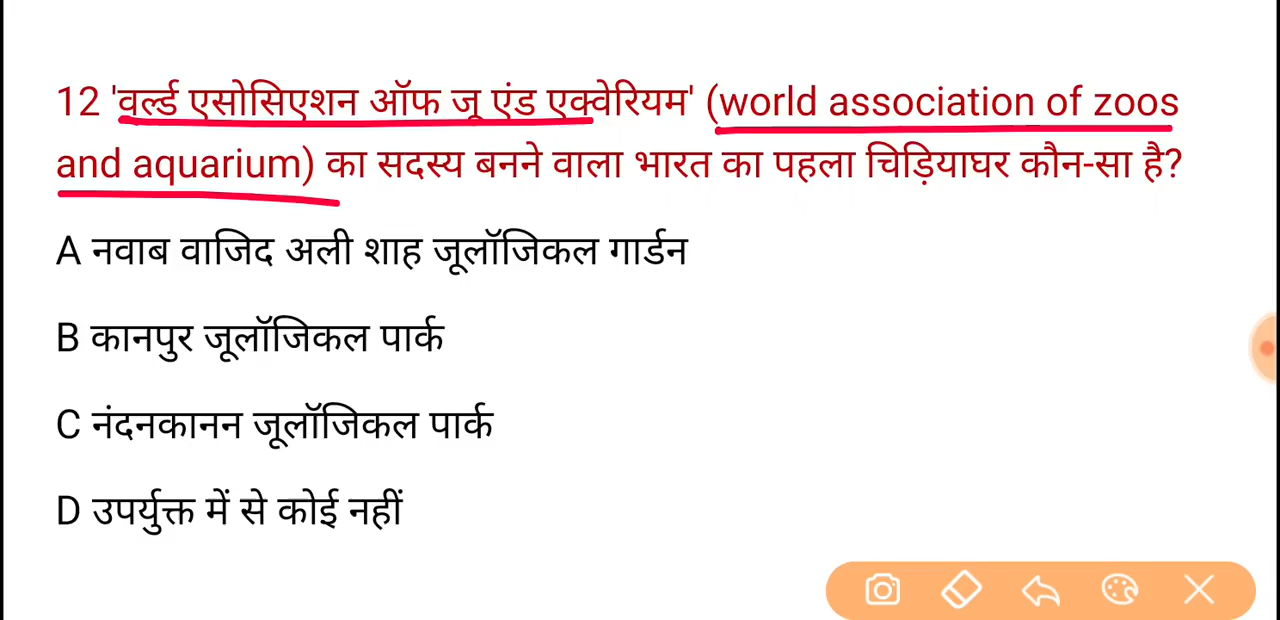 12 'वर्ल्ड एसोसिएशन ऑफ जू एंड एक्वेरियम' (world association of zoos
and aquarium) का सदस्य बनने वाला भारत का पहला चिड़ियाघर कौन-सा है?
A नवाब वाजिद अली शाह जूलॉजिकल गार्डन
B कानपुर जूलॉजिकल पार्क
C नंदनकानन जूलॉजिकल पार्क
D उपर्युक्त में से कोई नहीं